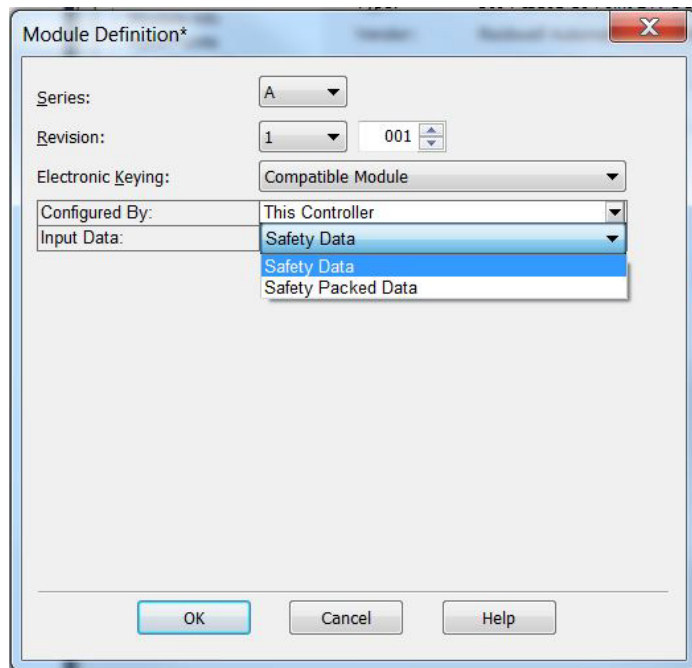 Module Definition*
Series: A
Revision: 1 001
Electronic Keying: Compatible Module
Configured By: This Controller
Input Data: Safety Data
Safety Data
Safety Packed Data
OK Cancel Help